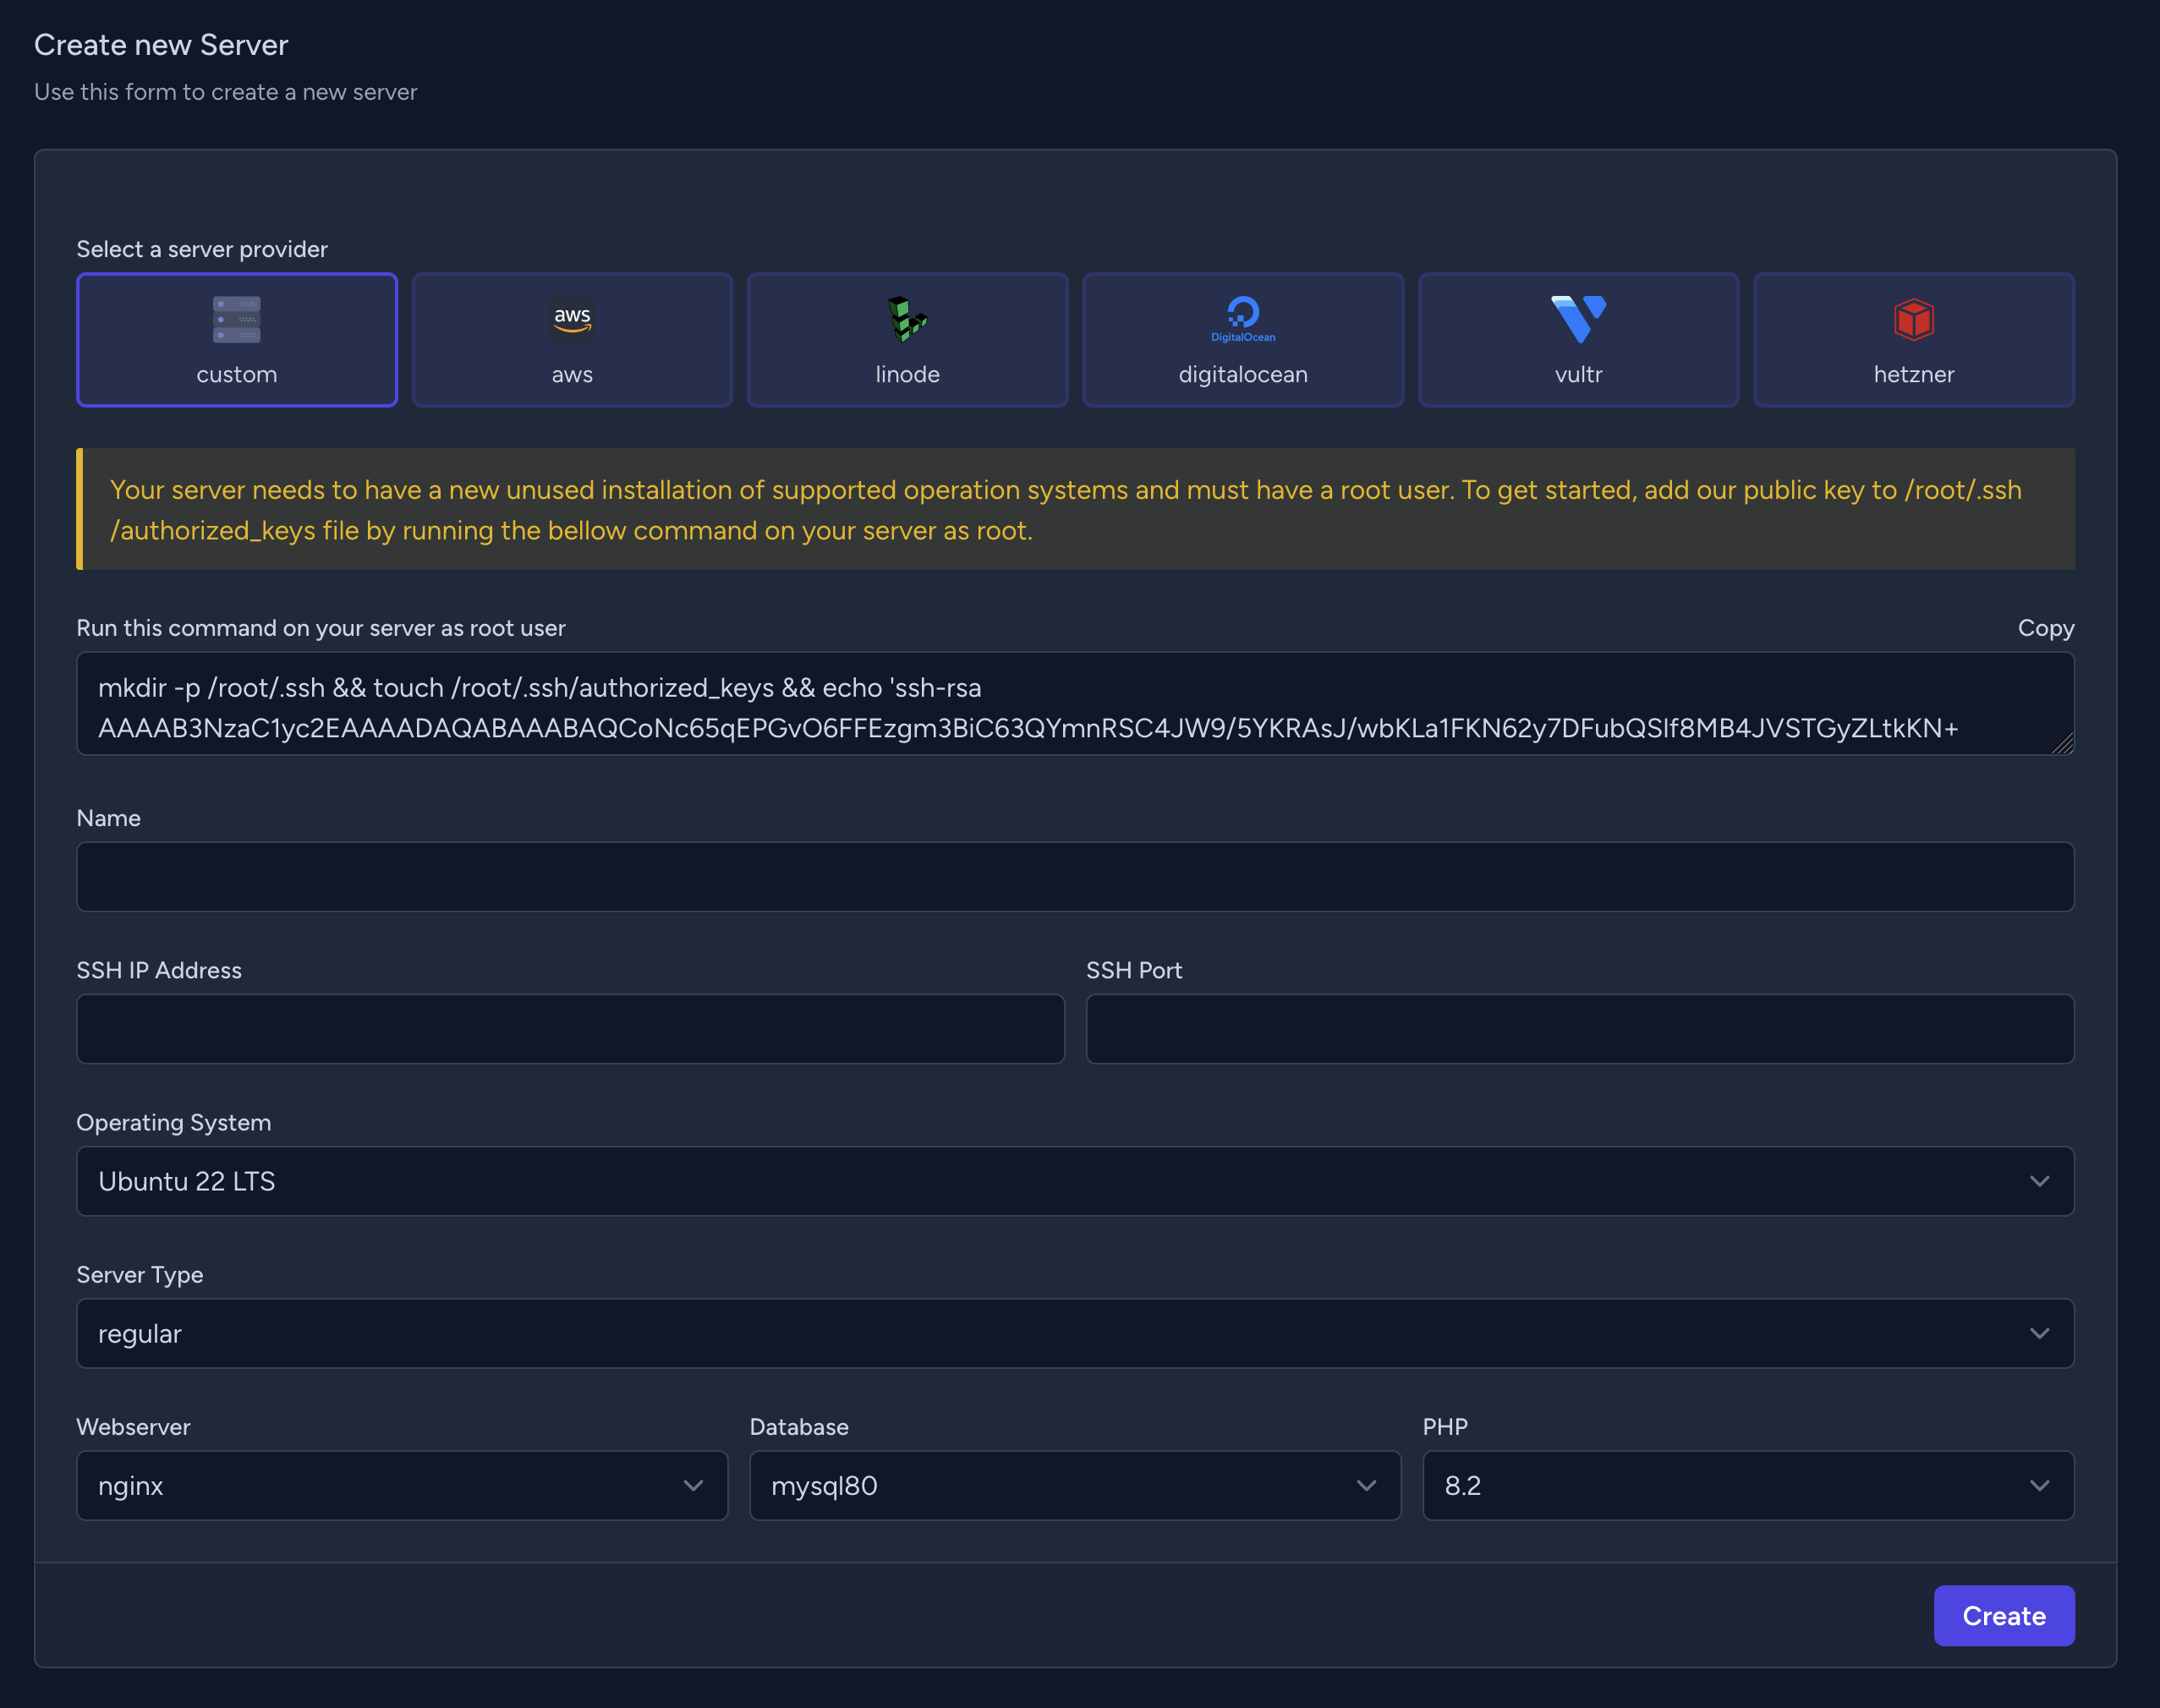 Create new Server
Use this form to create a new server
Select a server provider
aws
DigitalOcean
custom
aws
linode
digitalocean
vultr
hetzner
Your server needs to have a new unused installation of supported operation systems and must have a root user. To get started, add our public key to /root/.ssh
/authorized_keys file by running the bellow command on your server as root.
Run this command on your server as root user
Copy
mkdir -p /root/.ssh && touch /root/.ssh/authorized_keys && echo 'ssh-rsa
AAAAB3NzaC1yc2EAAAADAQABAAABAQCoNc65qEPGvO6FFEzgm3BiC63QYmnRSC4JW9/5YKRAsJ/wbKLa1FKN62y7DFubQSIf8MB4JVSTGyZLtkKN+
Name
SSH IP Address
SSH Port
Operating System
Ubuntu 22 LTS
Server Type
regular
Webserver
Database
PHP
nginx
mysql80
8.2
Create